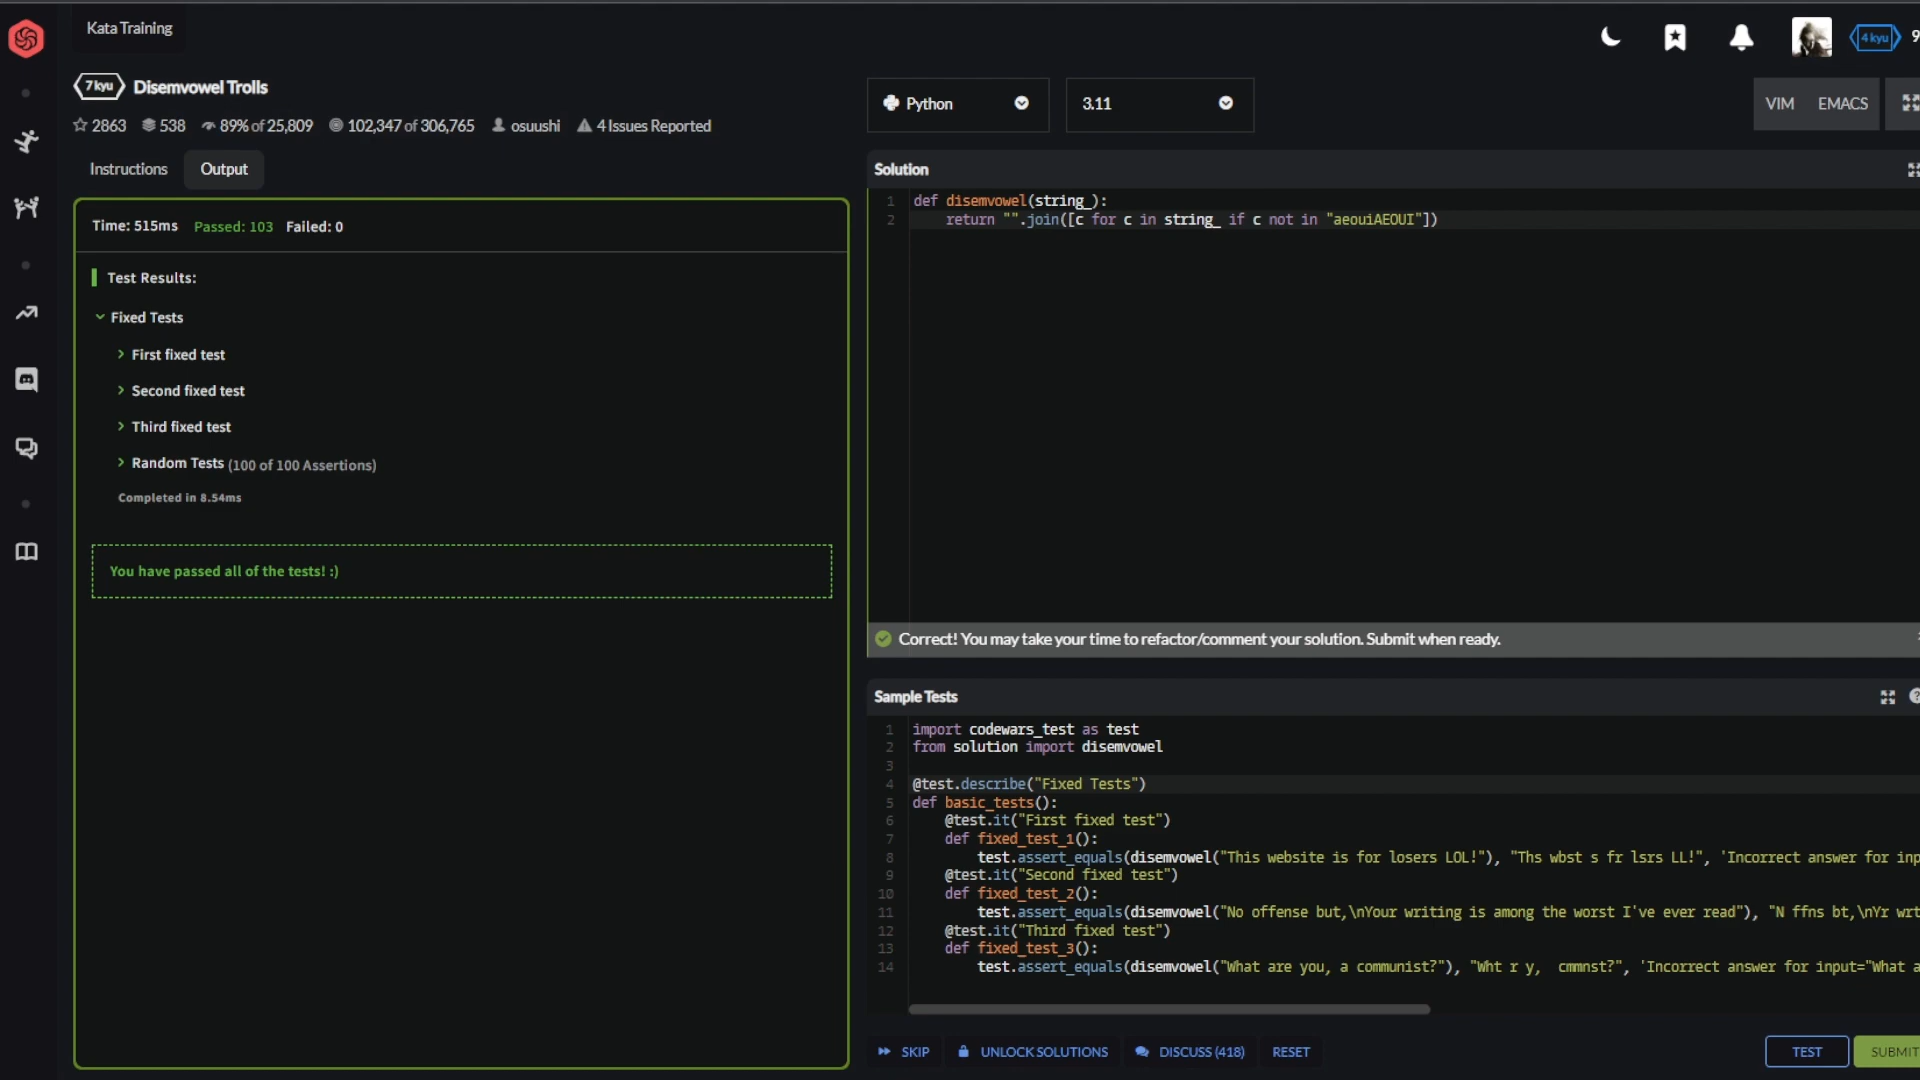 Kata Training
4 kyu
7 kyu
Disemvowel Trolls
2863
538
89% of 25,809
102,347 of 306,765
osuushi
4 Issues Reported
Python
3.11
VIM
EMACS
Instructions
Output
Time: 515ms
Passed: 103
Failed: 0
Test Results:
Fixed Tests
First fixed test
Second fixed test
Third fixed test
Random Tests (100 of 100 Assertions)
Completed in 8.54ms
You have passed all of the tests! :)
Solution
1 def disemvowel(string_):
2     return "".join([c for c in string_ if c not in "aeouiAEOUI"])
Correct! You may take your time to refactor/comment your solution. Submit when ready.
Sample Tests
1 import codewars_test as test
2 from solution import disemvowel
3
4 @test.describe("Fixed Tests")
5 def basic_tests():
6     @test.it("First fixed test")
7     def fixed_test_1():
8         test.assert_equals(disemvowel("This website is for losers LOL!"), "Ths wbst s fr lsrs LL!", 'Incorrect answer for inp
9     @test.it("Second fixed test")
10     def fixed_test_2():
11         test.assert_equals(disemvowel("No offense but,\nYour writing is among the worst I've ever read"), "N ffns bt,\nYr wrt
12     @test.it("Third fixed test")
13     def fixed_test_3():
14         test.assert_equals(disemvowel("What are you, a communist?"), "Wht r y,  cmmnst?", 'Incorrect answer for input="What a
SKIP
UNLOCK SOLUTIONS
DISCUSS (418)
RESET
TEST
SUBMIT